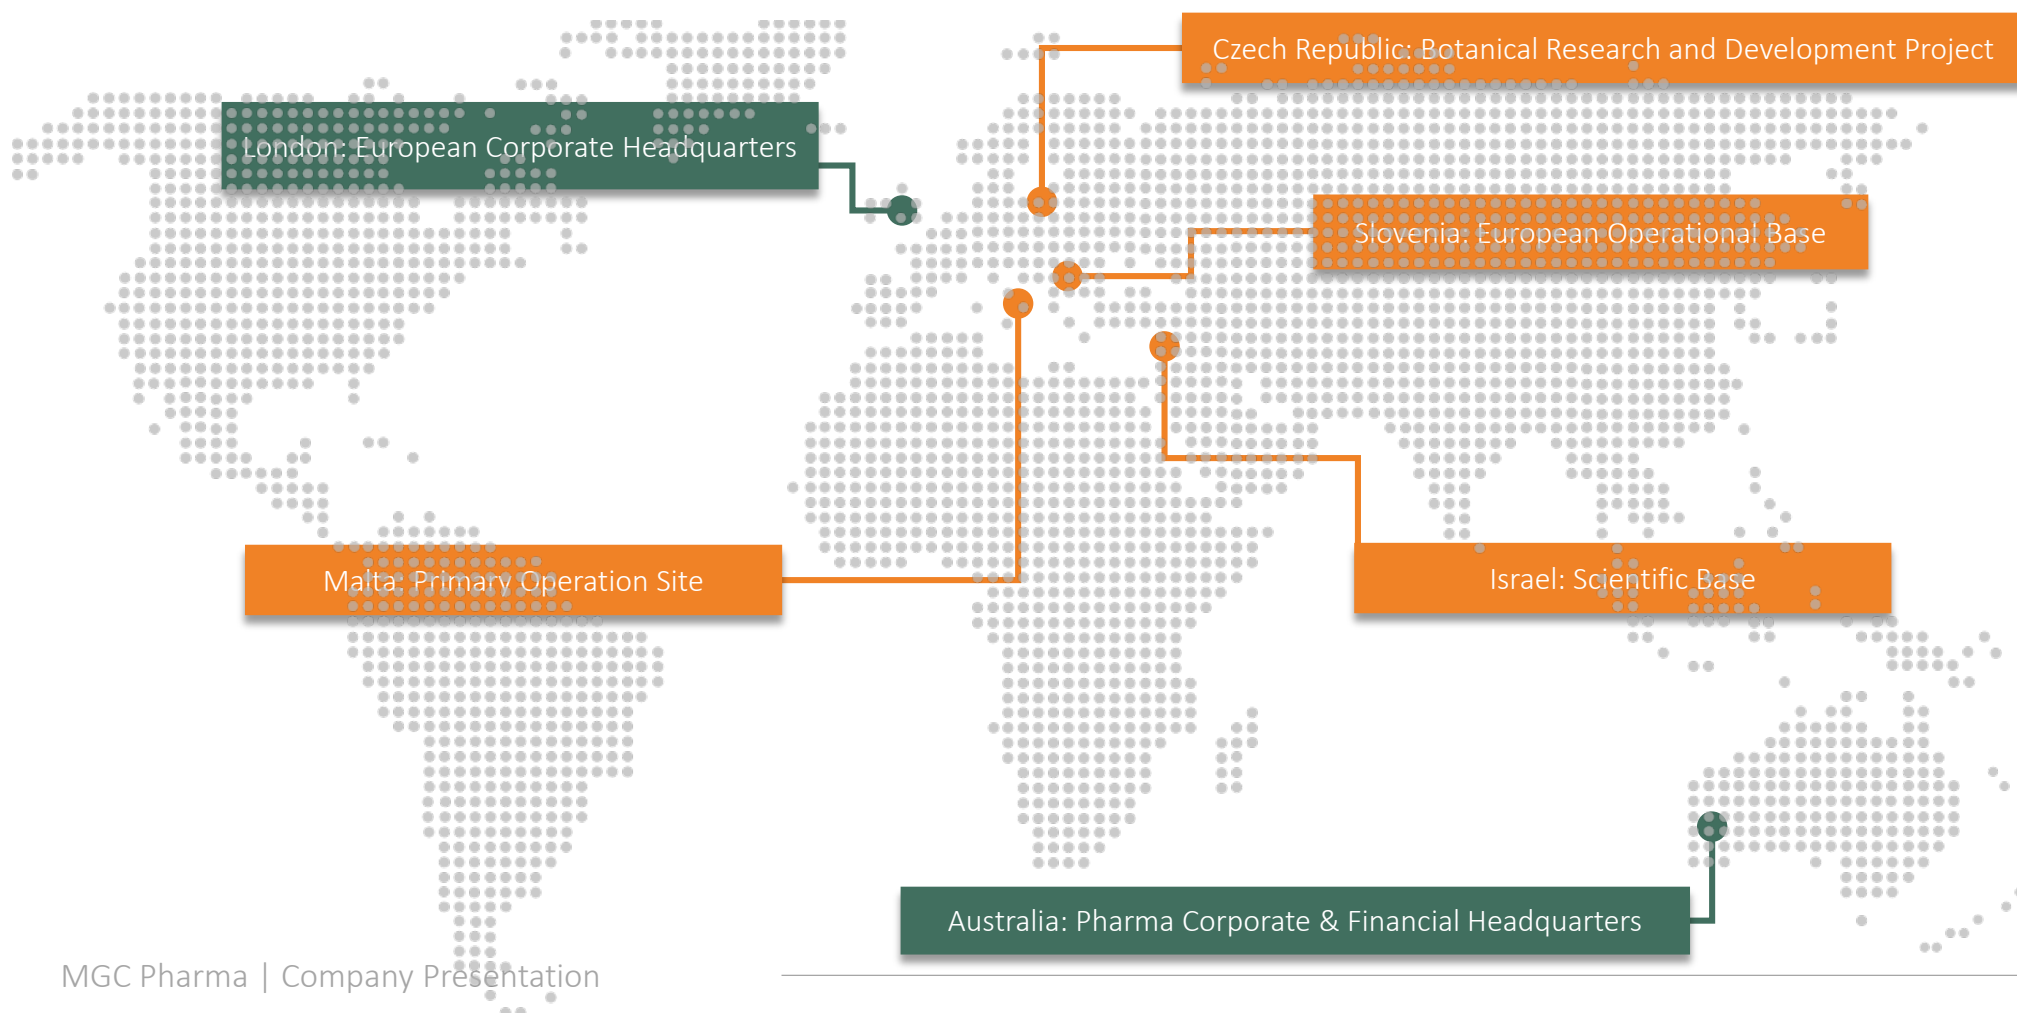 Czech Republic: Botanical Research and Development Project
London: European Corporate Headquarters
Slovenia: European Operational Base
Malta: Primary Operation Site
Israel: Scientific Base
Australia: Pharma Corporate & Financial Headquarters
MGC Pharma | Company Presentation